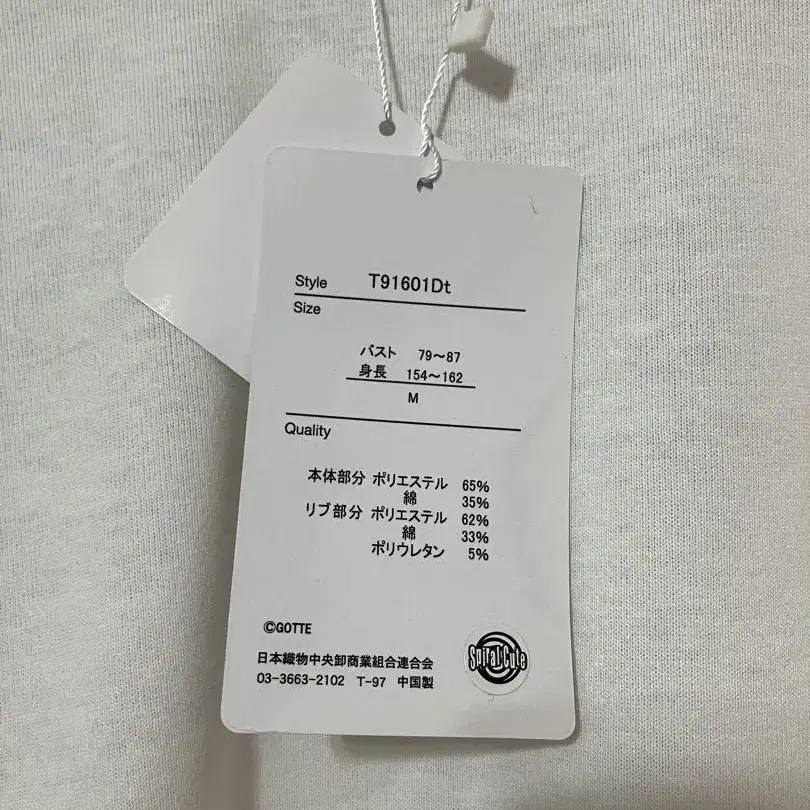 Style T91601Dt
Size
バスト 79〜87
身長 154〜162
M
Quality
本体部分 ポリエステル 65%
綿 35%
リブ部分 ポリエステル 62%
綿 33%
ポリウレタン 5%
©GOTTE
日本織物中央卸商業組合連合会
03-3663-2102 T-97 中国製
Spiral Cute